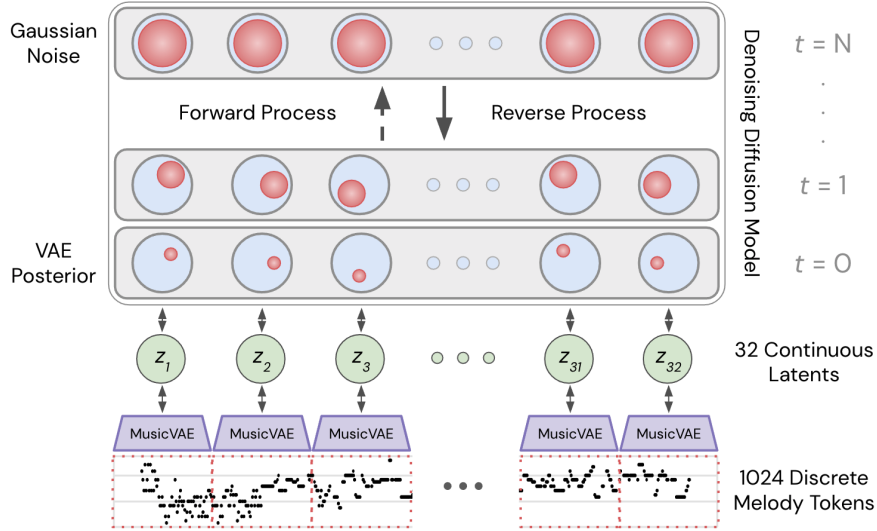 Gaussian
Noise
t = N
.
.
.
Forward Process
Reverse Process
Denoising Diffusion Model
t = 1
VAE
Posterior
t = 0
z1
z2
z3
z31
z32
32 Continuous
Latents
MusicVAE
MusicVAE
MusicVAE
MusicVAE
MusicVAE
1024 Discrete
Melody Tokens